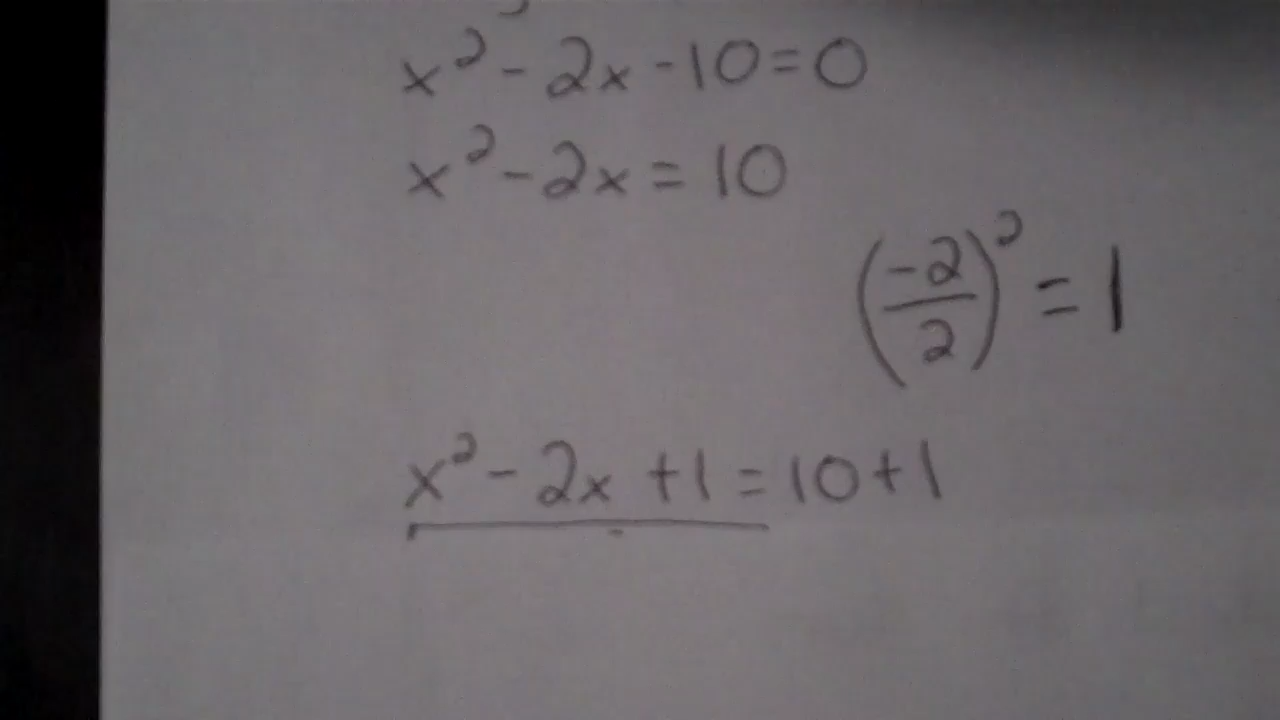 x² - 2x - 10 = 0
x² - 2x = 10
(-2/2)² = 1
x² - 2x + 1 = 10 + 1